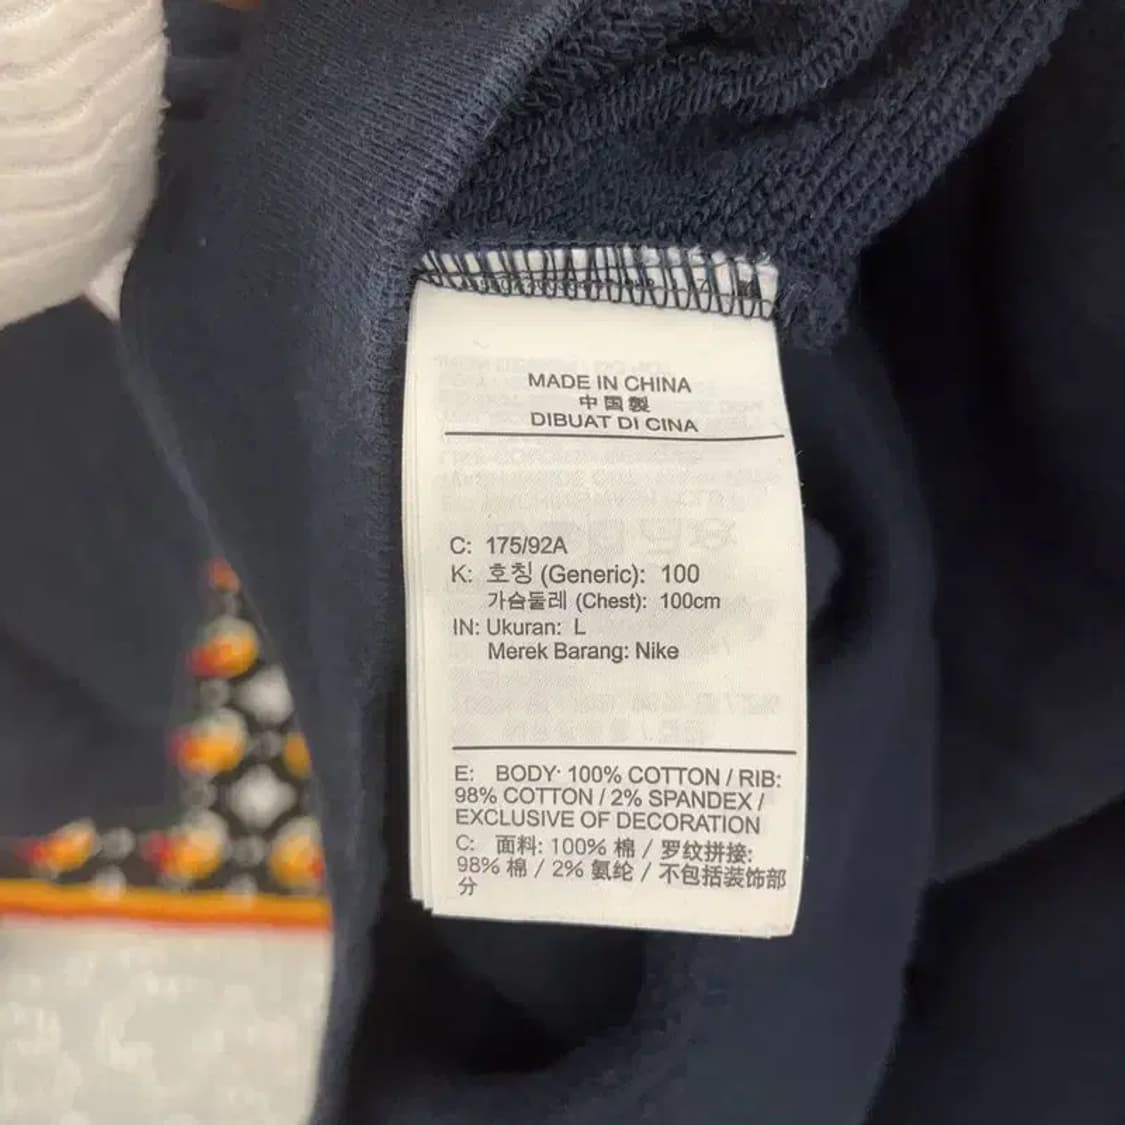 MADE IN CHINA
中国製
DIBUAT DI CINA
C: 175/92A
K: 호칭 (Generic): 100
가슴둘레 (Chest): 100cm
IN: Ukuran: L
Merek Barang: Nike
E: BODY: 100% COTTON / RIB:
98% COTTON / 2% SPANDEX /
EXCLUSIVE OF DECORATION
C: 面料: 100% 棉 / 罗纹拼接:
98% 棉 / 2% 氨纶 / 不包括装饰部
分